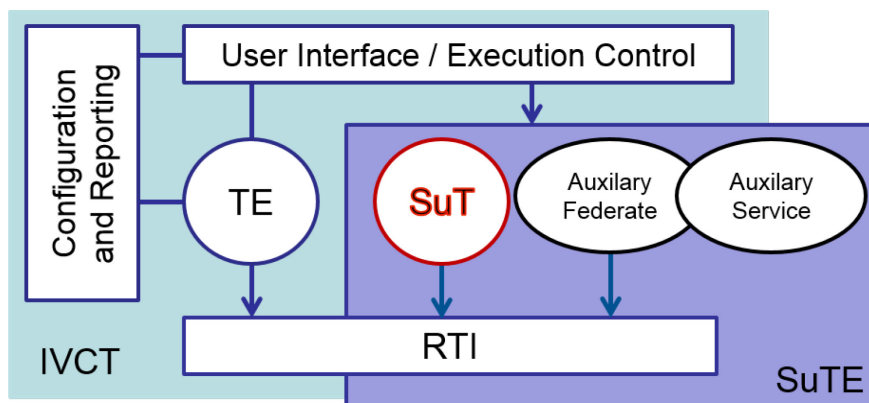 User Interface / Execution Control
Configuration
and Reporting
TE
SuT
Auxilary
Federate
Auxilary
Service
RTI
IVCT
SuTE